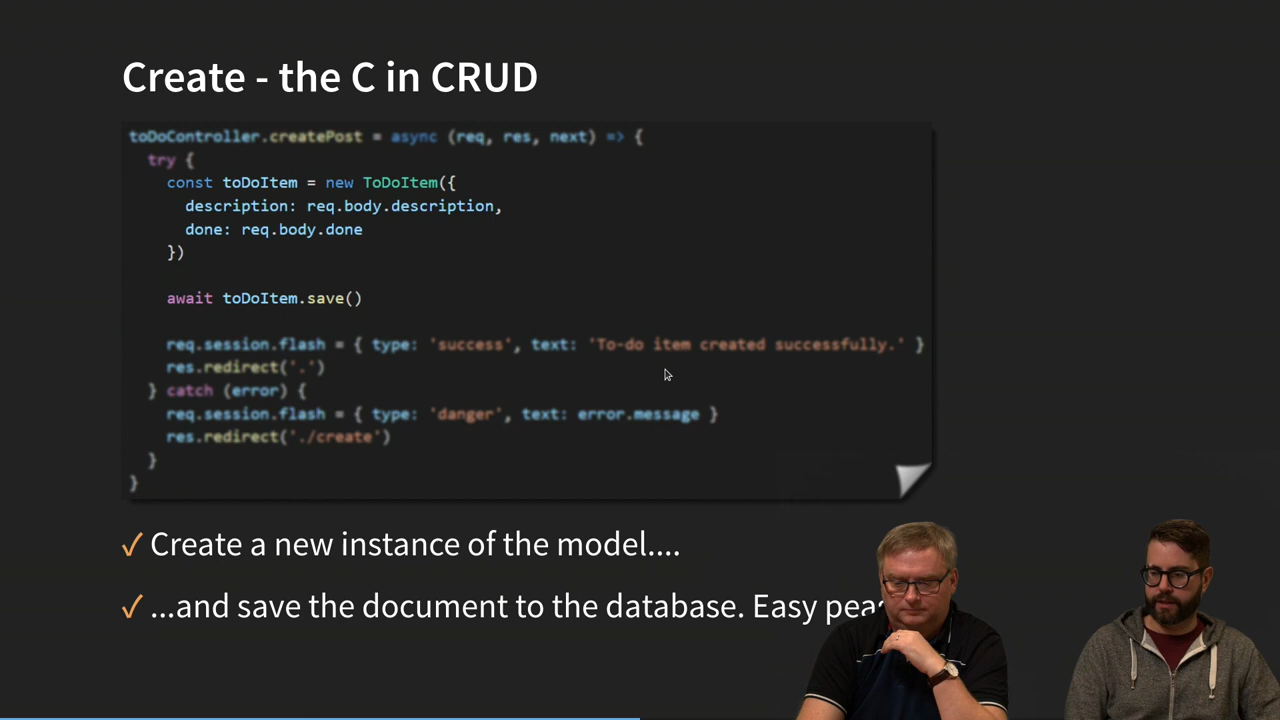 Create - the C in CRUD
toDoController.createPost = async (req, res, next) => {
try {
const toDoItem = new ToDoItem({
description: req.body.description,
done: req.body.done
})
await toDoItem.save()
req.session.flash = { type: 'success', text: 'To-do item created successfully.' }
res.redirect('.')
} catch (error) {
req.session.flash = { type: 'danger', text: error.message }
res.redirect('./create')
}
}
✓ Create a new instance of the model....
✓ ...and save the document to the database. Easy peas